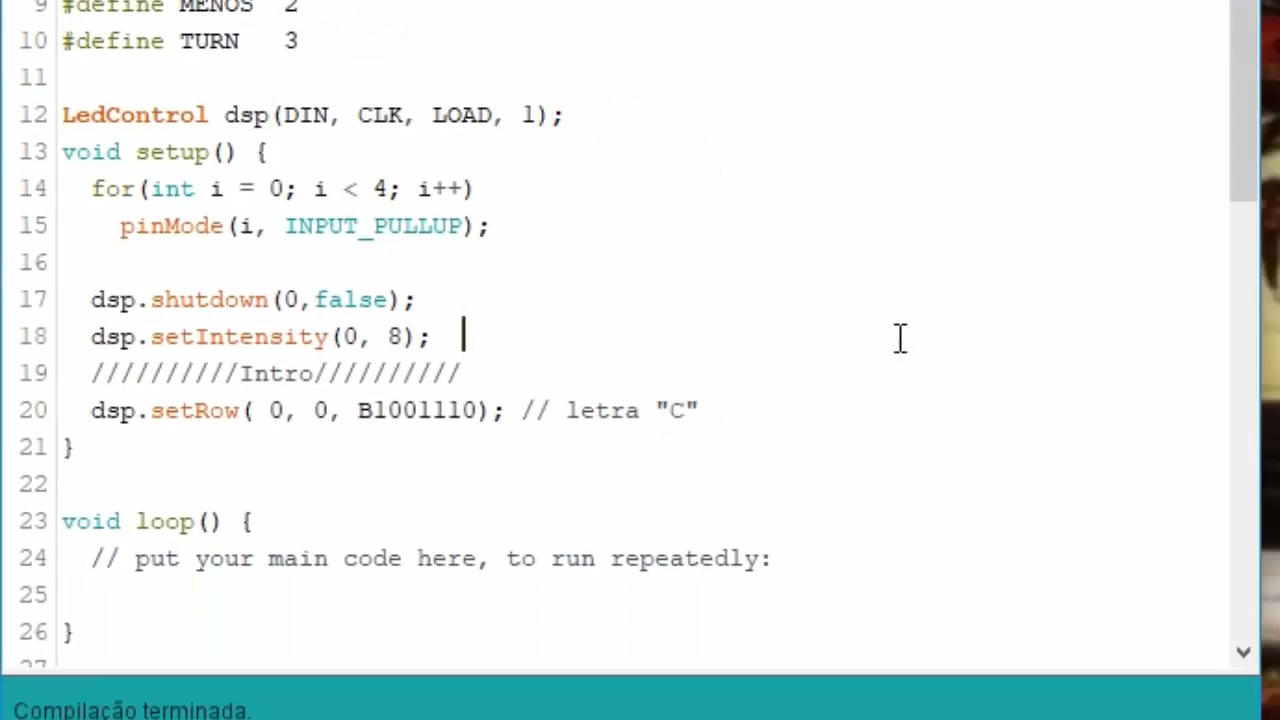 9 #define MENOS  2
10 #define TURN   3
11
12 LedControl dsp(DIN, CLK, LOAD, 1);
13 void setup() {
14   for(int i = 0; i < 4; i++)
15     pinMode(i, INPUT_PULLUP);
16
17   dsp.shutdown(0,false);
18   dsp.setIntensity(0, 8);
19   //////////Intro//////////
20   dsp.setRow( 0, 0, B1001110); // letra "C"
21 }
22
23 void loop() {
24   // put your main code here, to run repeatedly:
25
26 }
27
Compilação terminada.